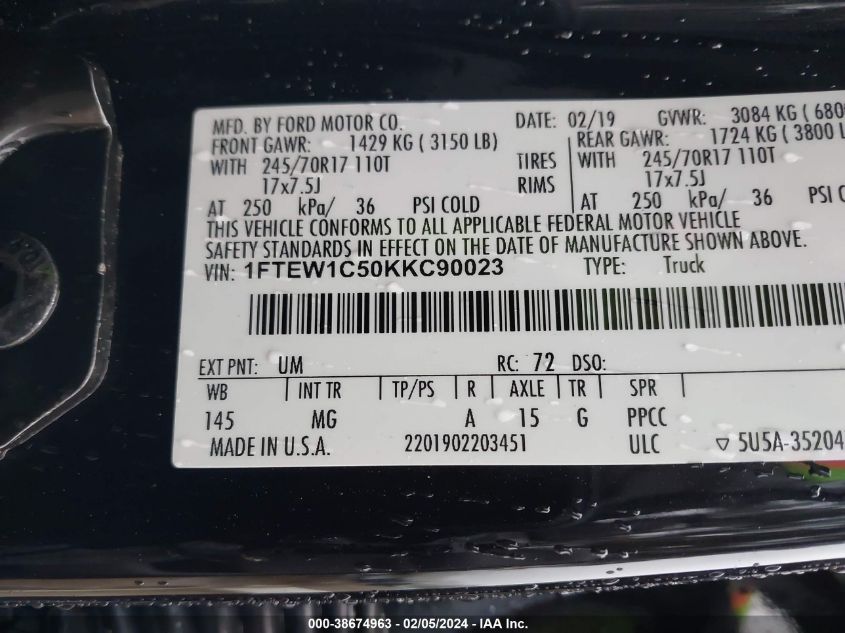 MFD. BY FORD MOTOR CO. DATE: 02/19 GVWR: 3084 KG ( 680
FRONT GAWR: 1429 KG ( 3150 LB) REAR GAWR: 1724 KG ( 3800 L
WITH 245/70R17 110T TIRES WITH 245/70R17 110T
17x7.5J RIMS 17x7.5J
AT 250 kPa/ 36 PSI COLD AT 250 kPa/ 36 PSI C
THIS VEHICLE CONFORMS TO ALL APPLICABLE FEDERAL MOTOR VEHICLE
SAFETY STANDARDS IN EFFECT ON THE DATE OF MANUFACTURE SHOWN ABOVE.
VIN: 1FTEW1C50KKC90023 TYPE: Truck
EXT PNT: UM RC: 72 DSO:
WB INT TR TP/PS R AXLE TR SPR
145 MG A 15 G PPCC
MADE IN U.S.A. 2201902203451 ULC ▽ 5U5A-35204
000-38674963 - 02/05/2024 - IAAI Inc.